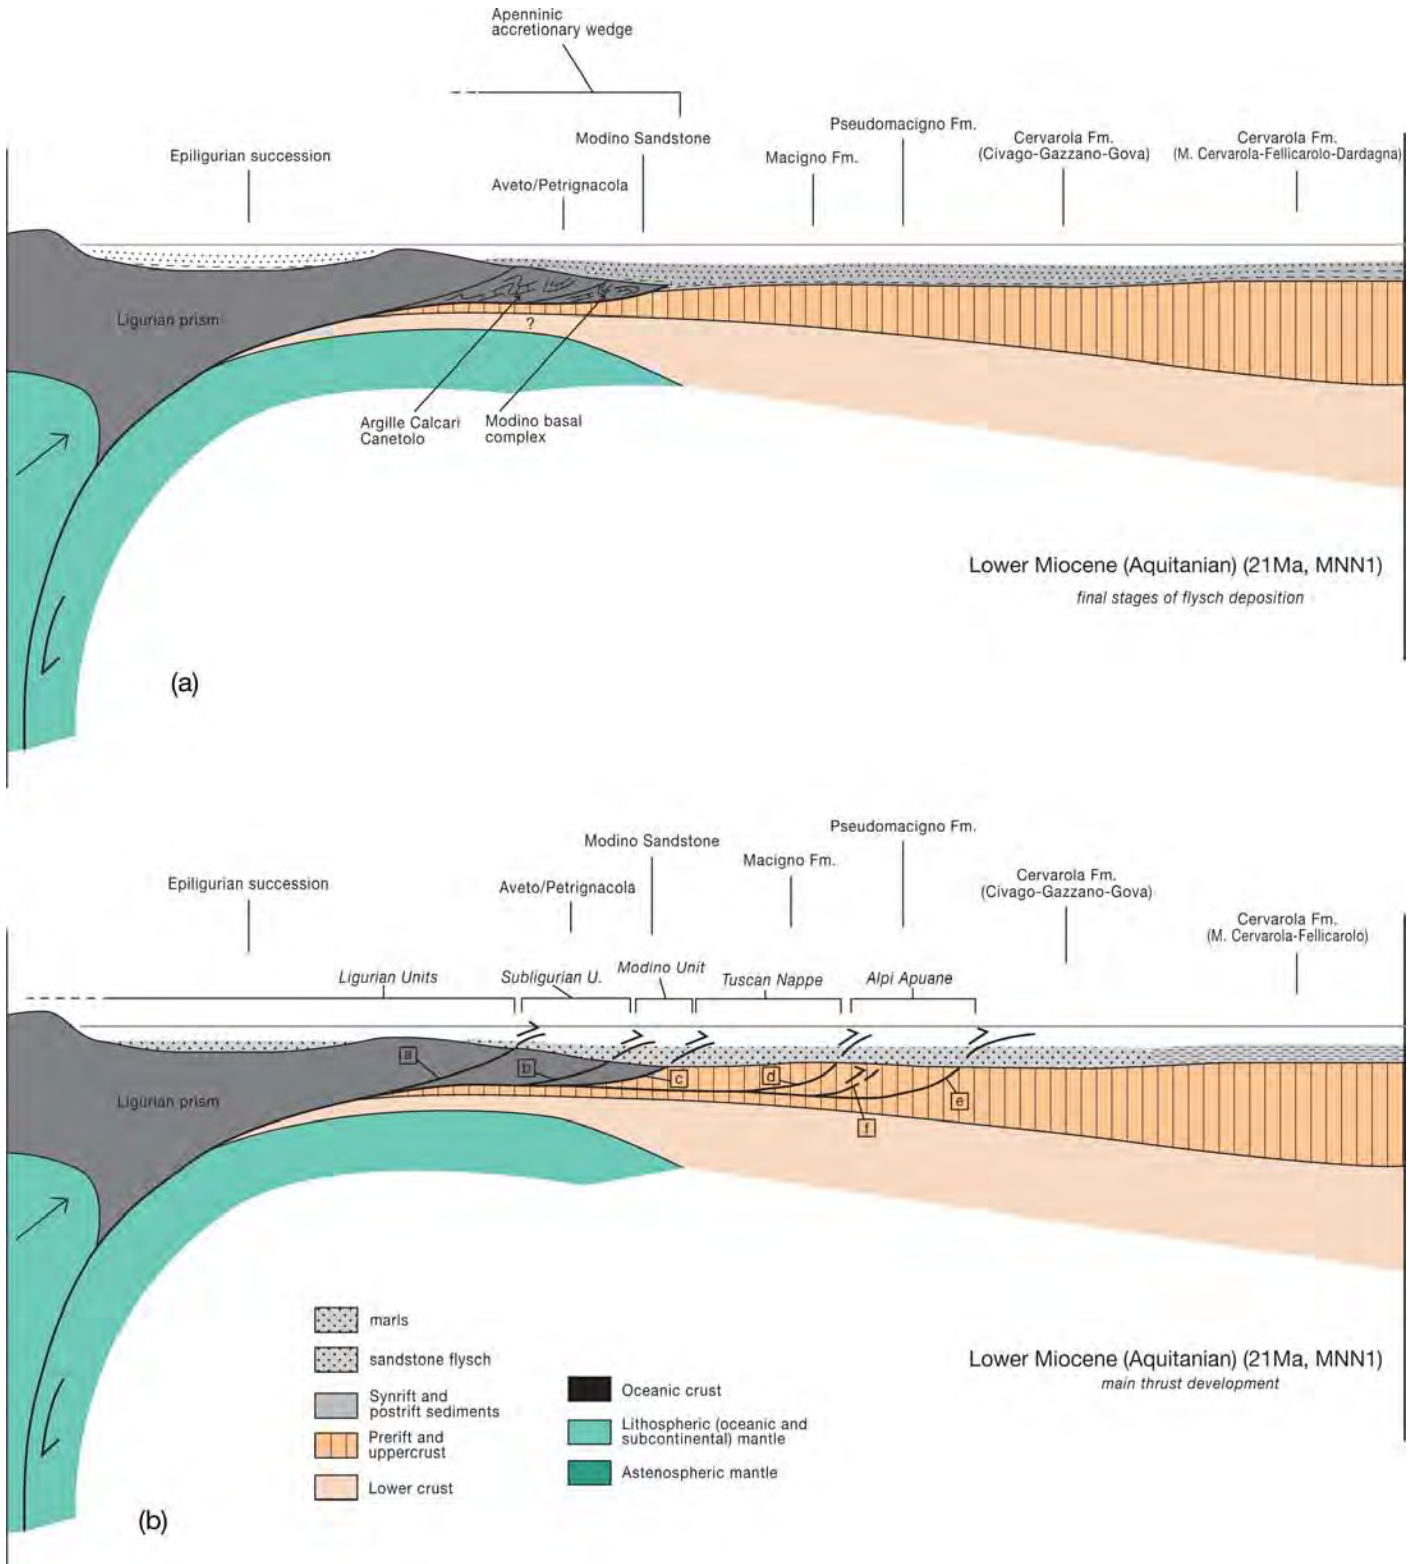 Apenninic
accretionary wedge
Modino Sandstone
Pseudomacigno Fm.
Epiligurian succession
Aveto/Petrignacola
Macigno Fm.
Cervarola Fm.
(Civago-Gazzano-Gova)
Cervarola Fm.
(M. Cervarola-Fellicarolo-Dardagna)
Ligurian prism
?
Argille Calcari
Canetolo
Modino basal
complex
Lower Miocene (Aquitanian) (21Ma, MNN1)
final stages of flysch deposition
(a)
Pseudomacigno Fm.
Modino Sandstone
Macigno Fm.
Epiligurian succession
Aveto/Petrignacola
Cervarola Fm.
(Civago-Gazzano-Gova)
Cervarola Fm.
(M. Cervarola-Fellicarolo)
Ligurian Units
Subligurian U.
Modino Unit
Tuscan Nappe
Alpi Apuane
a
b
c
d
e
f
Ligurian prism
marls
sandstone flysch
Synrift and
postrift sediments
Prerift and
uppercrust
Lower crust
Oceanic crust
Lithospheric (oceanic and
subcontinental) mantle
Astenospheric mantle
Lower Miocene (Aquitanian) (21Ma, MNN1)
main thrust development
(b)